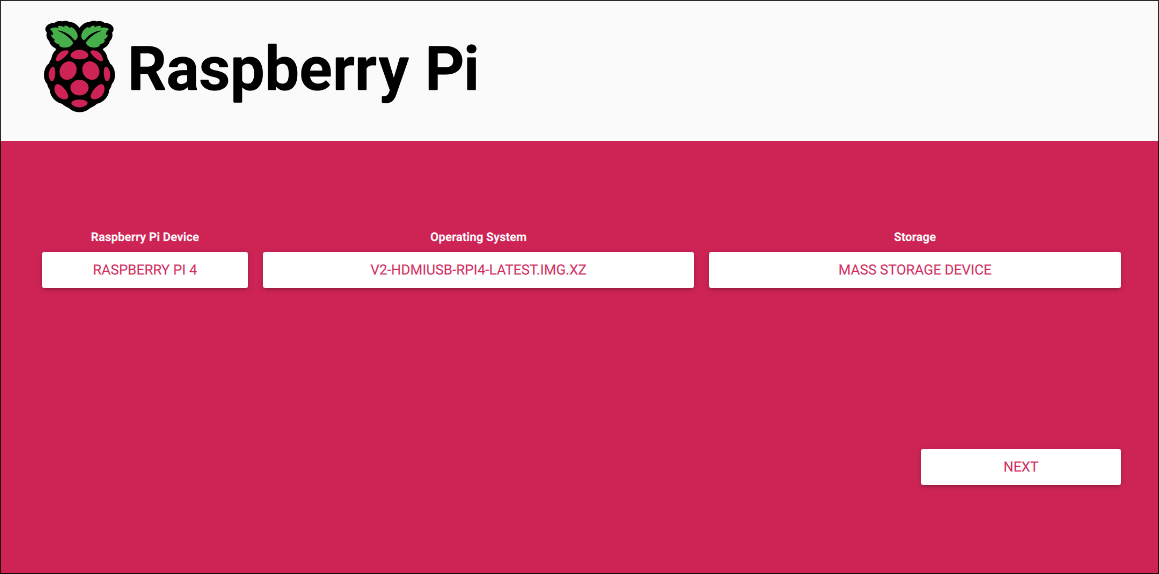 Raspberry Pi
Raspberry Pi Device
Operating System
Storage
RASPBERRY PI 4
V2-HDMIUSB-RPI4-LATEST.IMG.XZ
MASS STORAGE DEVICE
NEXT